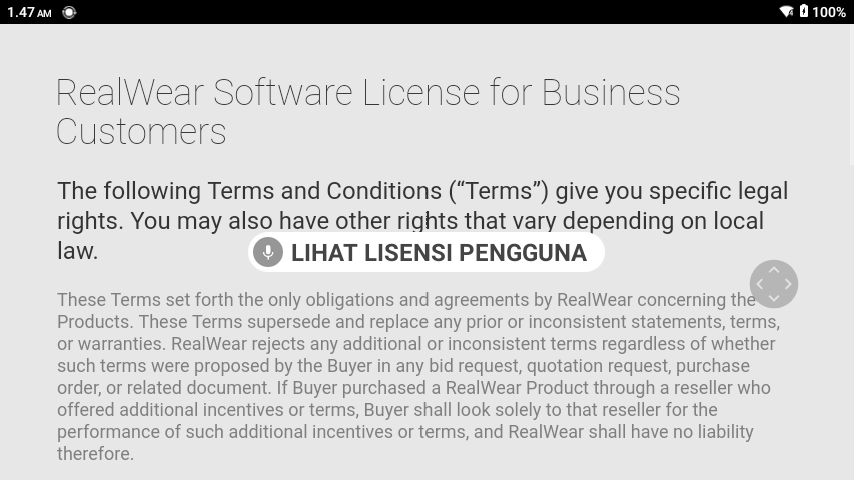 1.47 AM
100%
RealWear Software License for Business
Customers
The following Terms and Conditions (“Terms”) give you specific legal
rights. You may also have other rights that vary depending on local
law.
LIHAT LISENSI PENGGUNA
These Terms set forth the only obligations and agreements by RealWear concerning the
Products. These Terms supersede and replace any prior or inconsistent statements, terms,
or warranties. RealWear rejects any additional or inconsistent terms regardless of whether
such terms were proposed by the Buyer in any bid request, quotation request, purchase
order, or related document. If Buyer purchased a RealWear Product through a reseller who
offered additional incentives or terms, Buyer shall look solely to that reseller for the
performance of such additional incentives or terms, and RealWear shall have no liability
therefore.